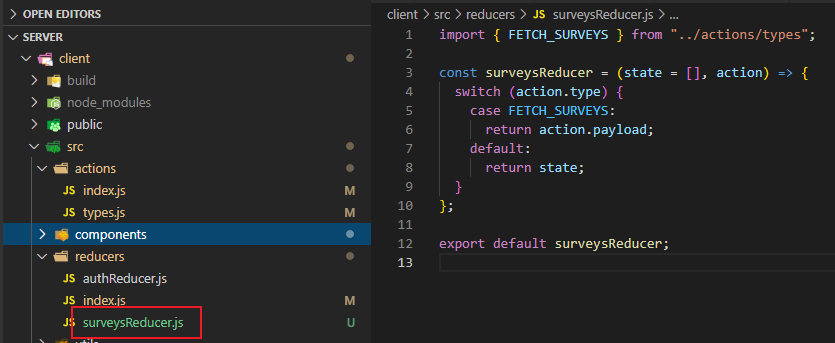 OPEN EDITORS
SERVER
client
build
node_modules
public
src
actions
JS index.js M
JS types.js M
components
reducers
JS authReducer.js
JS index.js M
JS surveysReducer.js U
client > src > reducers > JS surveysReducer.js > ...
1 import { FETCH_SURVEYS } from "../actions/types";
2
3 const surveysReducer = (state = [], action) => {
4 switch (action.type) {
5 case FETCH_SURVEYS:
6 return action.payload;
7 default:
8 return state;
9 }
10 };
11
12 export default surveysReducer;
13